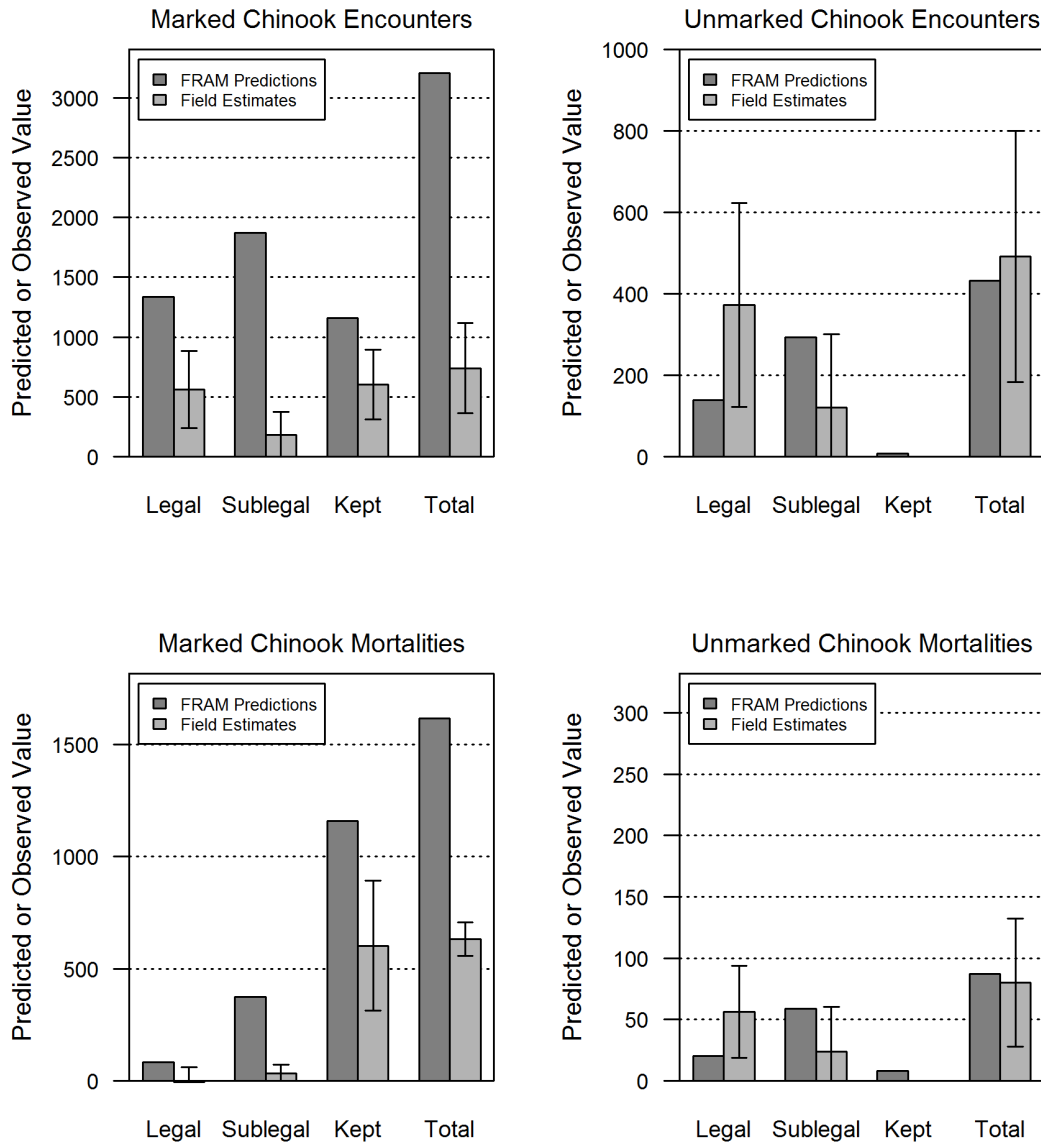 Marked Chinook Encounters
Predicted or Observed Value
3000
2500
2000
1500
1000
500
0
FRAM Predictions
Field Estimates
Legal Sublegal Kept Total
Unmarked Chinook Encounters
Predicted or Observed Value
1000
800
600
400
200
0
FRAM Predictions
Field Estimates
Legal Sublegal Kept Total
Marked Chinook Mortalities
Predicted or Observed Value
1500
1000
500
0
FRAM Predictions
Field Estimates
Legal Sublegal Kept Total
Unmarked Chinook Mortalities
Predicted or Observed Value
300
250
200
150
100
50
0
FRAM Predictions
Field Estimates
Legal Sublegal Kept Total